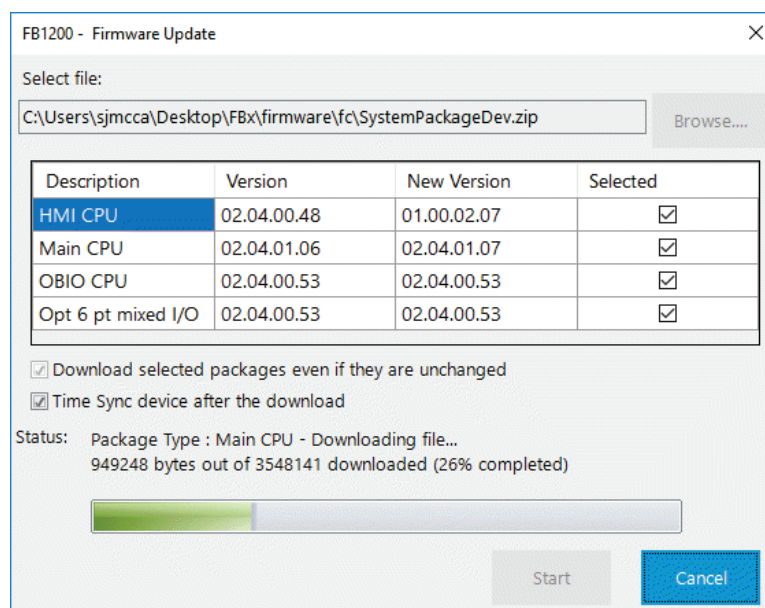 FB1200 - Firmware Update
Select file:
C:\Users\sjmcca\Desktop\FBx\firmware\fc\SystemPackageDev.zip Browse....
Description Version New Version Selected
HMI CPU 02.04.00.48 01.00.02.07
Main CPU 02.04.01.06 02.04.01.07
OBIO CPU 02.04.00.53 02.04.00.53
Opt 6 pt mixed I/O 02.04.00.53 02.04.00.53
Download selected packages even if they are unchanged
Time Sync device after the download
Status: Package Type : Main CPU - Downloading file...
949248 bytes out of 3548141 downloaded (26% completed)
Start Cancel